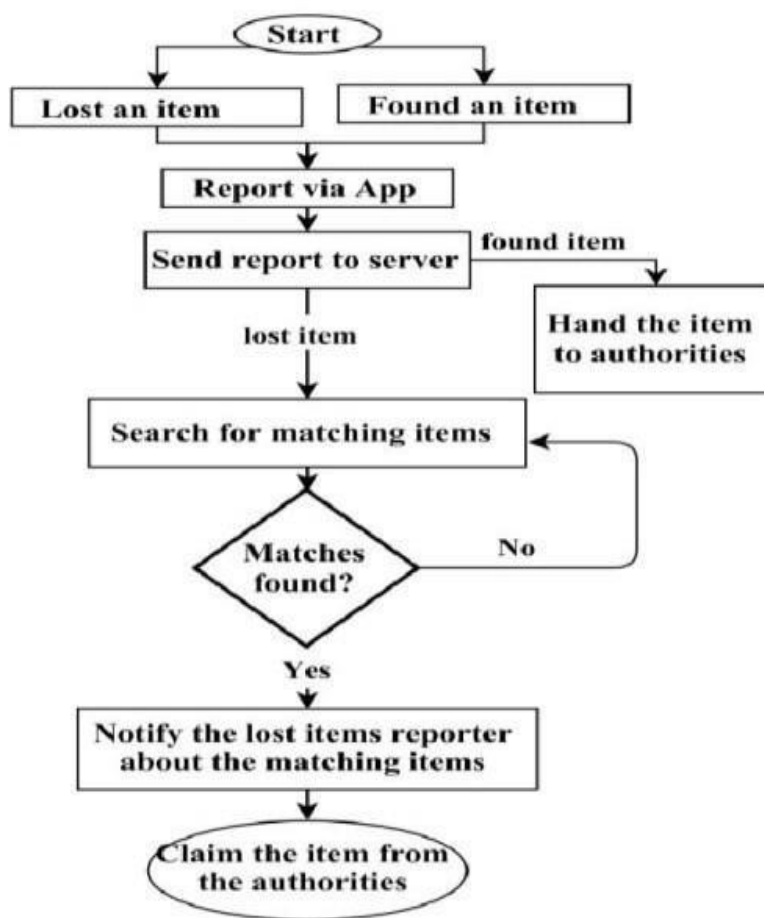 Start
Lost an item
Found an item
Report via App
Send report to server
found item
Hand the item
to authorities
lost item
Search for matching items
Matches
found?
No
Yes
Notify the lost items reporter
about the matching items
Claim the item from
the authorities